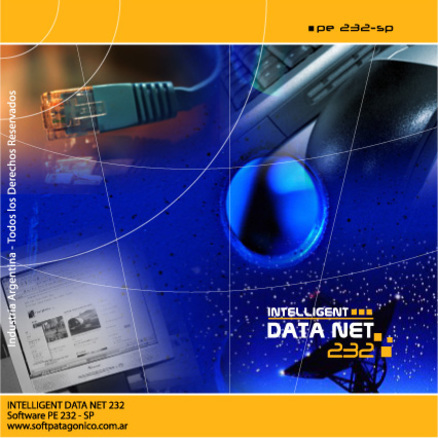 pe 232-sp
Industria Argentina - Todos los Derechos Reservados
INTELLIGENT
DATA NET
232
INTELLIGENT DATA NET 232
Software PE 232 - SP
www.softpatagonico.com.ar